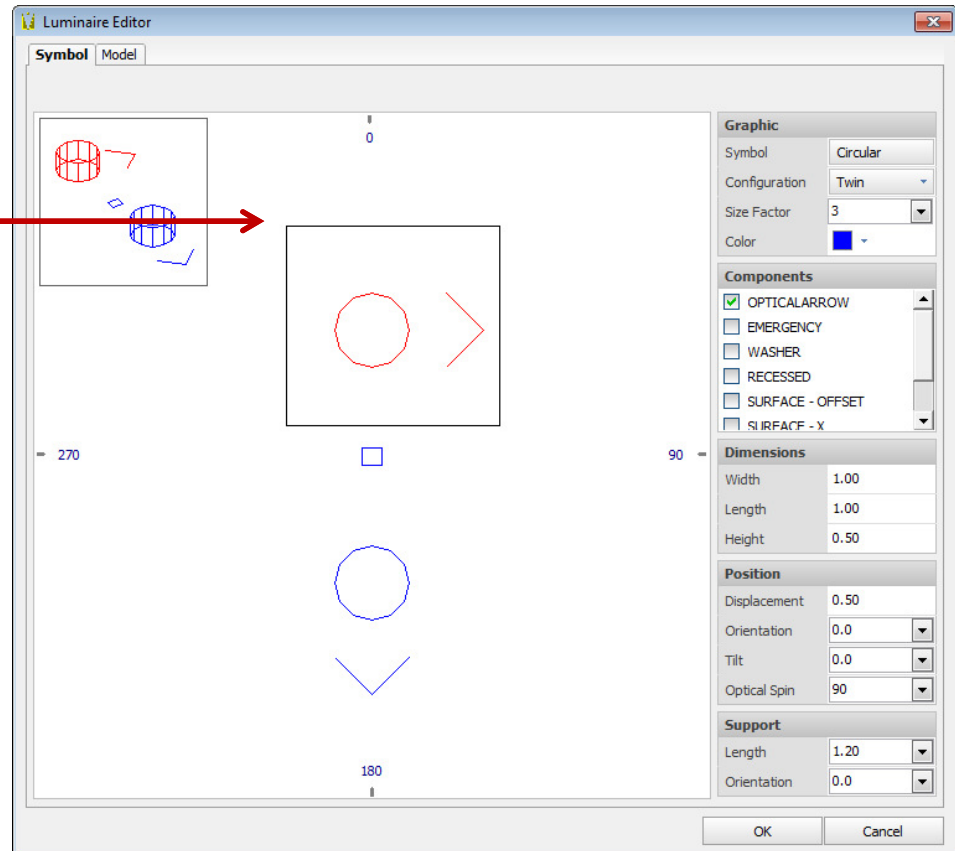 Luminaire Editor
Symbol Model
0
270
90
180
Graphic
Symbol Circular
Configuration Twin
Size Factor 3
Color
Components
OPTICALARROW
EMERGENCY
WASHER
RECESSED
SURFACE - OFFSET
SURFACE - X
Dimensions
Width 1.00
Length 1.00
Height 0.50
Position
Displacement 0.50
Orientation 0.0
Tilt 0.0
Optical Spin 90
Support
Length 1.20
Orientation 0.0
OK Cancel